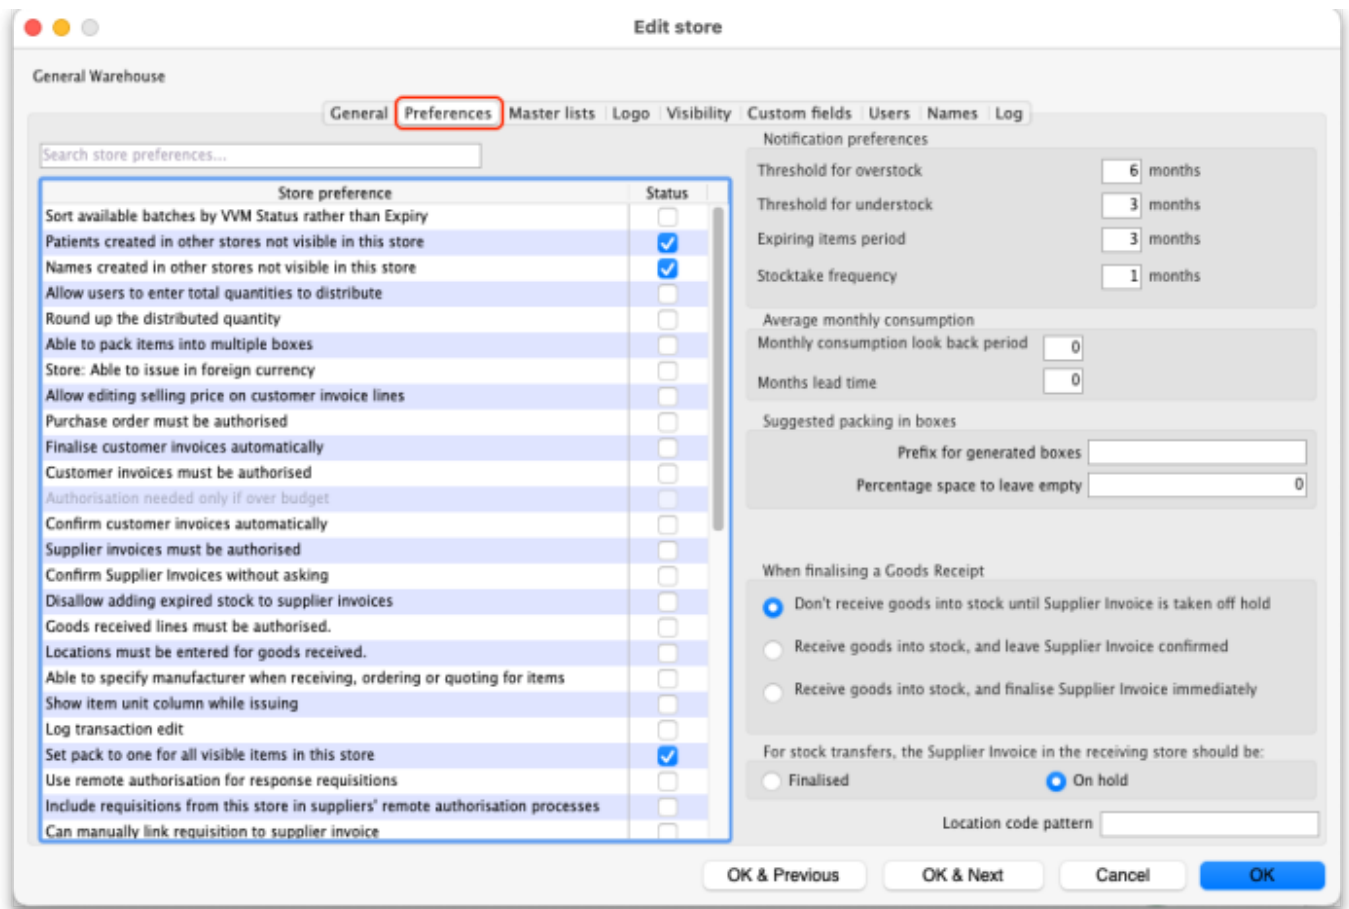 Edit store
General Warehouse
General Preferences Master lists Logo Visibility Custom fields Users Names Log
Search store preferences...
Store preference Status
Sort available batches by VVM Status rather than Expiry
Patients created in other stores not visible in this store
Names created in other stores not visible in this store
Allow users to enter total quantities to distribute
Round up the distributed quantity
Able to pack items into multiple boxes
Store: Able to issue in foreign currency
Allow editing selling price on customer invoice lines
Purchase order must be authorised
Finalise customer invoices automatically
Customer invoices must be authorised
Authorisation needed only if over budget
Confirm customer invoices automatically
Supplier invoices must be authorised
Confirm Supplier Invoices without asking
Disallow adding expired stock to supplier invoices
Goods received lines must be authorised.
Locations must be entered for goods received.
Able to specify manufacturer when receiving, ordering or quoting for items
Show item unit column while issuing
Log transaction edit
Set pack to one for all visible items in this store
Use remote authorisation for response requisitions
Include requisitions from this store in suppliers' remote authorisation processes
Can manually link requisition to supplier invoice
Notification preferences
Threshold for overstock 6 months
Threshold for understock 3 months
Expiring items period 3 months
Stocktake frequency 1 months
Average monthly consumption
Monthly consumption look back period 0
Months lead time 0
Suggested packing in boxes
Prefix for generated boxes
Percentage space to leave empty 0
When finalising a Goods Receipt
Don't receive goods into stock until Supplier Invoice is taken off hold
Receive goods into stock, and leave Supplier Invoice confirmed
Receive goods into stock, and finalise Supplier Invoice immediately
For stock transfers, the Supplier Invoice in the receiving store should be:
Finalised On hold
Location code pattern
OK & Previous OK & Next Cancel OK